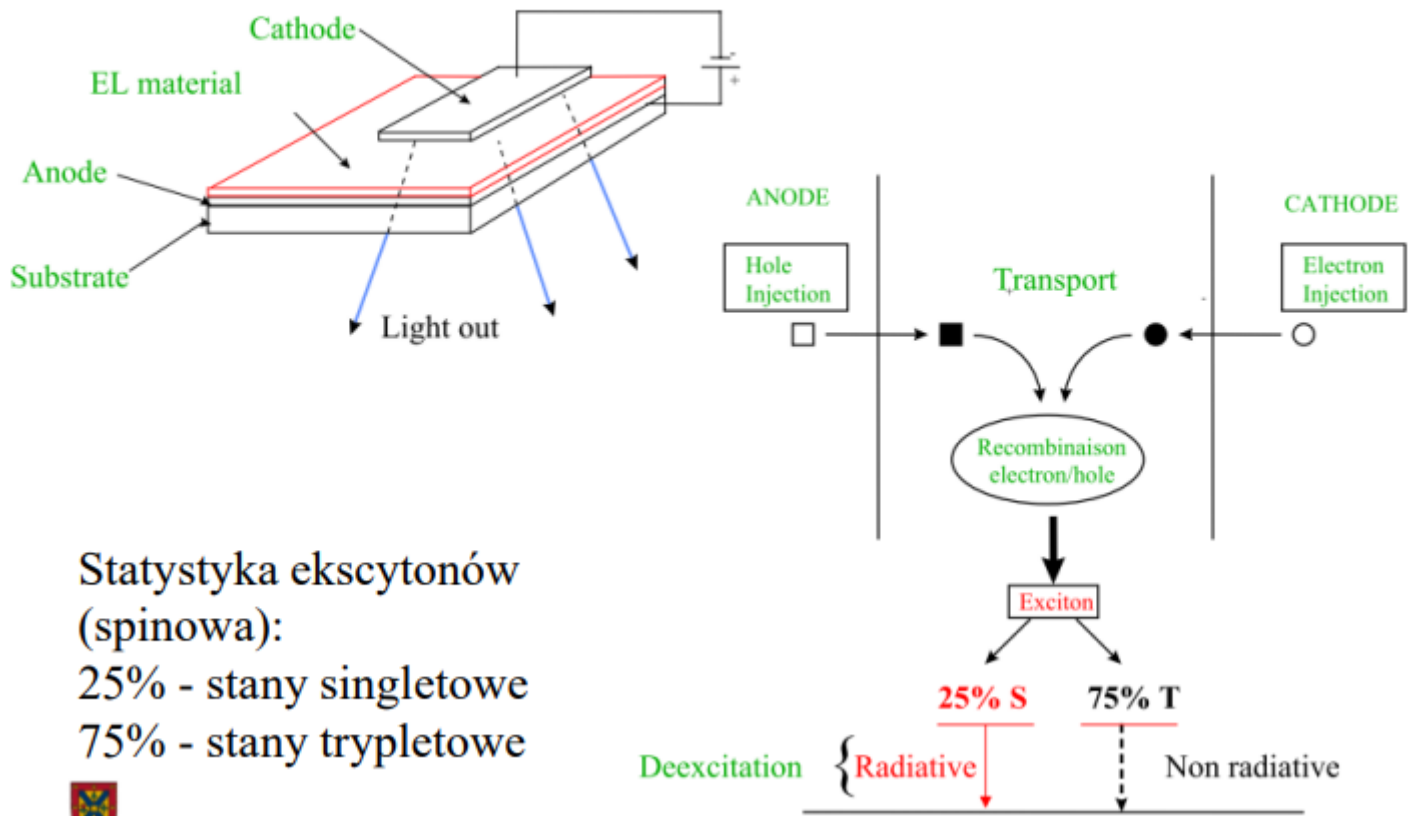 Cathode
EL material
Anode
Substrate
Light out
-
+
ANODE
CATHODE
Hole
Injection
Transport
Electron
Injection
Recombinaison
electron/hole
Exciton
25% S
75% T
Deexcitation { Radiative
Non radiative
Statystyka ekscytonów
(spinowa):
25% - stany singletowe
75% - stany trypletowe